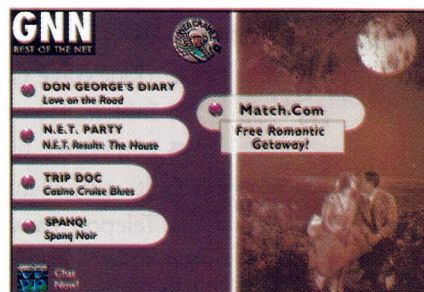 GNN
BEST OF THE NET
DON GEORGE'S DIARY
Love on the Road
N.E.T. PARTY
N.E.T. Results: The House
TRIP DOC
Casino Cruise Blues
SPANQ!
Spanq Noir
Chat
Now!
Match.Com
Free Romantic
Getaway!